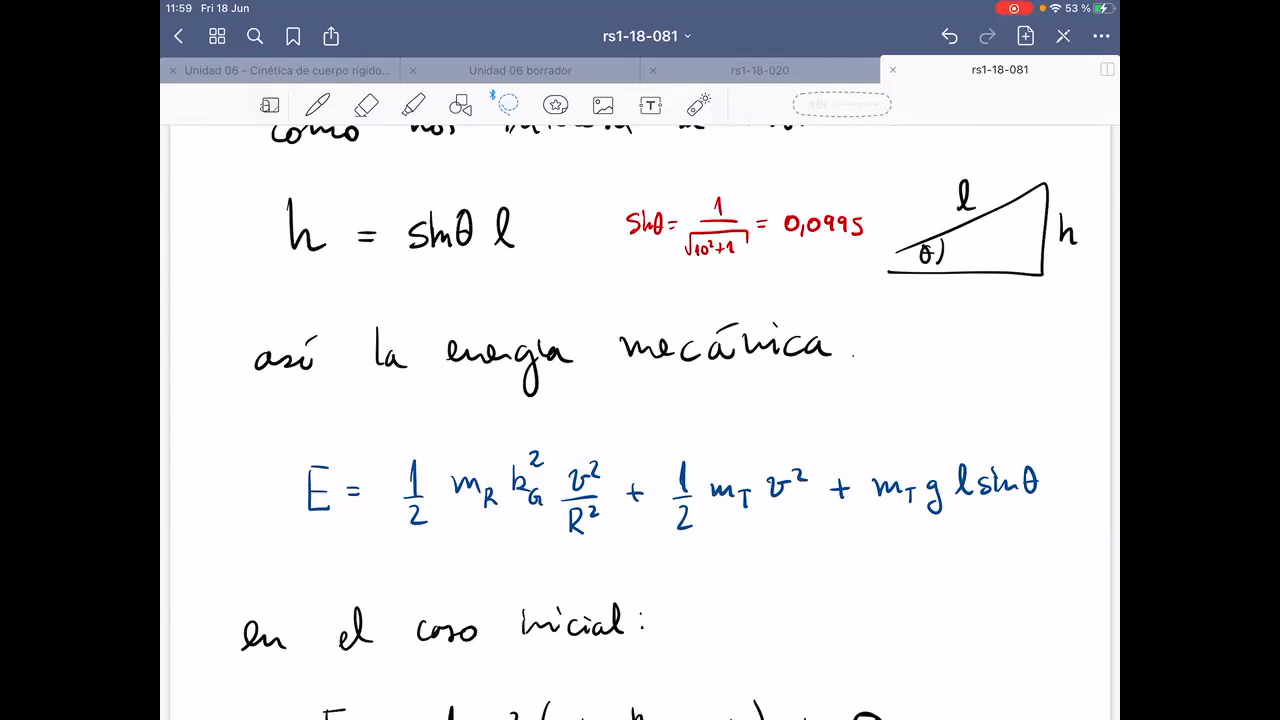 11:59 Fri 18 Jun
53 %
rs1-18-081
Unidad 06 - Cinética de cuerpo rígido...
Unidad 06 borrador
rs1-18-020
rs1-18-081
como nos
h = sinθ l
sinθ = 1/√(10²+1) = 0,0995
l
θ
h
así la energía mecánica.
E = 1/2 m_R k_G² v²/R² + 1/2 m_T v² + m_T g l sinθ
en el caso inicial: